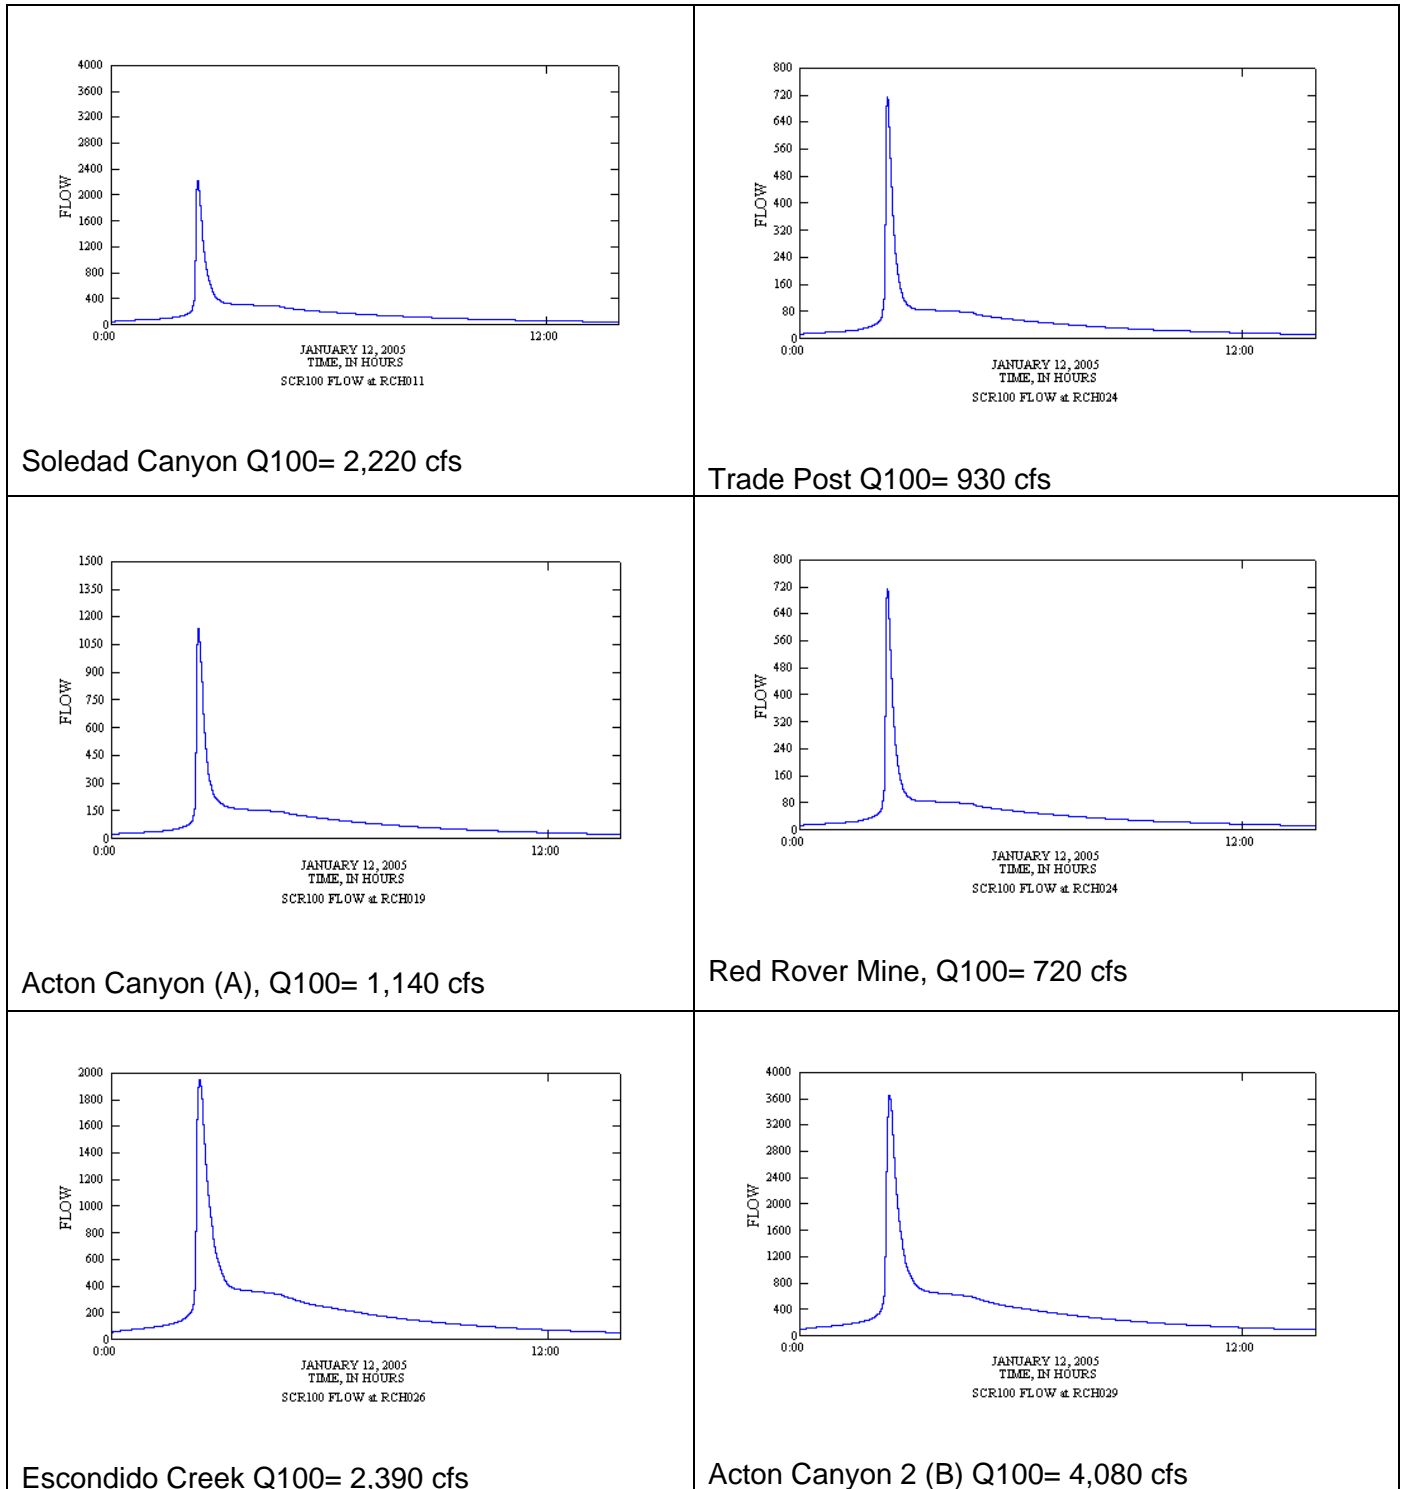 4000
3600
3200
2800
2400
2000
1600
1200
800
400
0
FLOW
0:00
12:00
JANUARY 12, 2005
TIME, IN HOURS
SCR100 FLOW at RCH011
Soledad Canyon Q100= 2,220 cfs
800
720
640
560
480
400
320
240
160
80
0
FLOW
0:00
12:00
JANUARY 12, 2005
TIME, IN HOURS
SCR100 FLOW at RCH024
Trade Post Q100= 930 cfs
1500
1350
1200
1050
900
750
600
450
300
150
0
FLOW
0:00
12:00
JANUARY 12, 2005
TIME, IN HOURS
SCR100 FLOW at RCH019
Acton Canyon (A), Q100= 1,140 cfs
800
720
640
560
480
400
320
240
160
80
0
FLOW
0:00
12:00
JANUARY 12, 2005
TIME, IN HOURS
SCR100 FLOW at RCH024
Red Rover Mine, Q100= 720 cfs
2000
1800
1600
1400
1200
1000
800
600
400
200
0
FLOW
0:00
12:00
JANUARY 12, 2005
TIME, IN HOURS
SCR100 FLOW at RCH026
Escondido Creek Q100= 2,390 cfs
4000
3600
3200
2800
2400
2000
1600
1200
800
400
0
FLOW
0:00
12:00
JANUARY 12, 2005
TIME, IN HOURS
SCR100 FLOW at RCH029
Acton Canyon 2 (B) Q100= 4,080 cfs